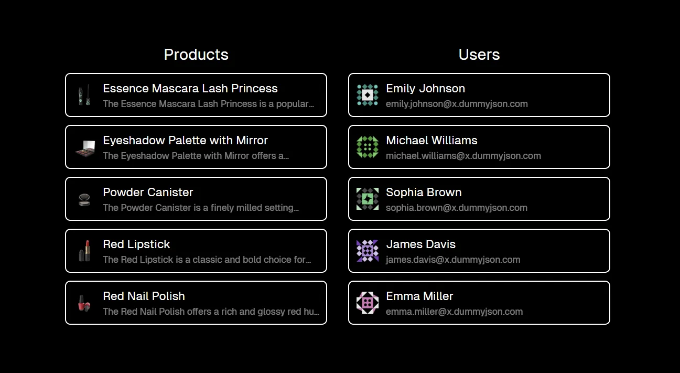 Products
Essence Mascara Lash Princess
The Essence Mascara Lash Princess is a popular...
Eyeshadow Palette with Mirror
The Eyeshadow Palette with Mirror offers a...
Powder Canister
The Powder Canister is a finely milled setting...
Red Lipstick
The Red Lipstick is a classic and bold choice for...
Red Nail Polish
The Red Nail Polish offers a rich and glossy red hu...
Users
Emily Johnson
emily.johnson@x.dummyjson.com
Michael Williams
michael.williams@x.dummyjson.com
Sophia Brown
sophia.brown@x.dummyjson.com
James Davis
james.davis@x.dummyjson.com
Emma Miller
emma.miller@x.dummyjson.com